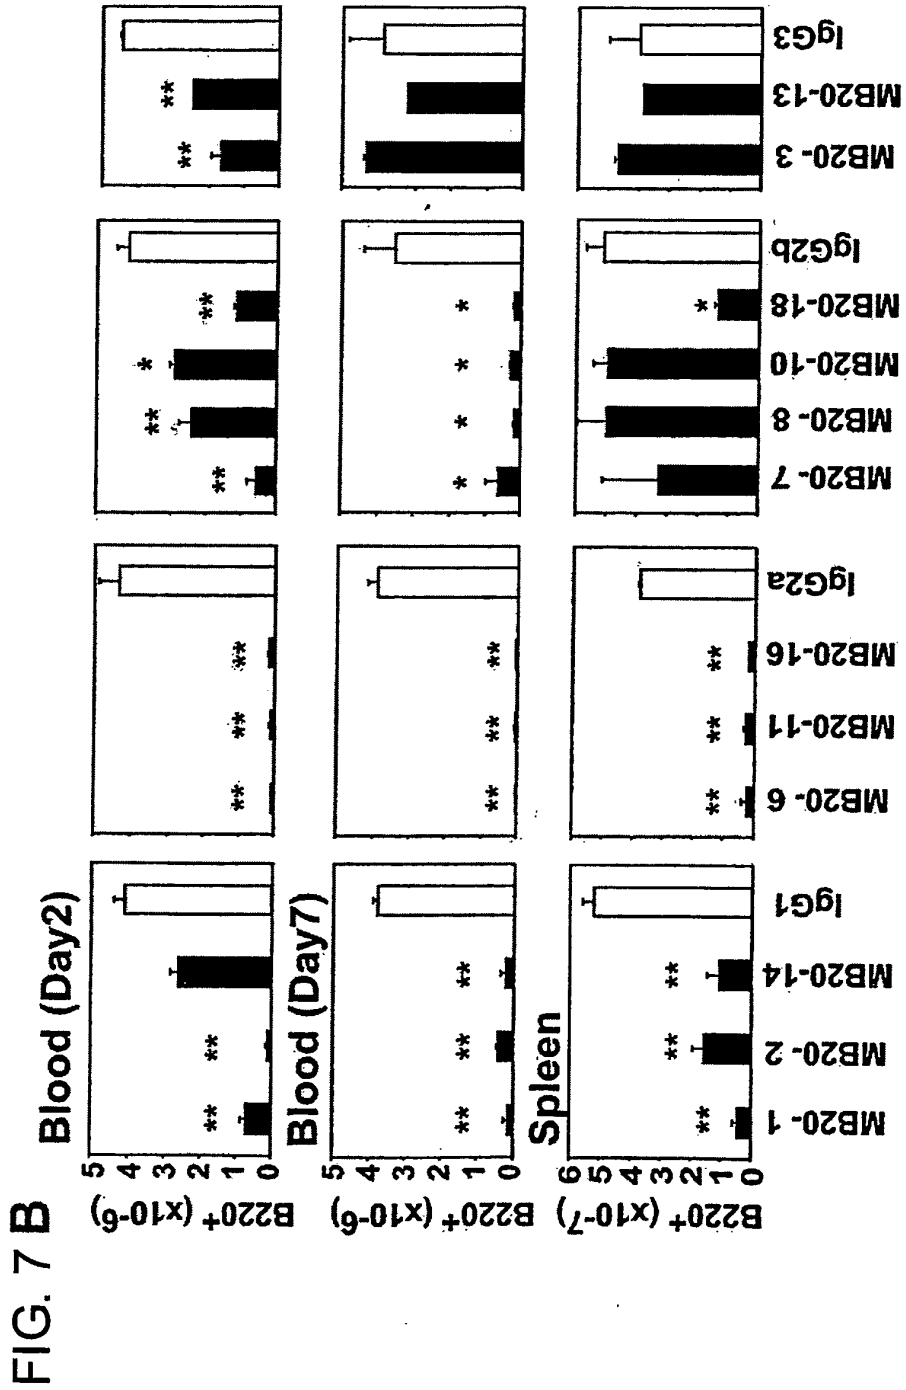 FIG. 7 B
Blood (Day2)
B220+ (x10-6)
5
4
3
2
1
0
** ** 
** ** **
** ** * **
** **
Blood (Day7)
B220+ (x10-6)
5
4
3
2
1
0
** ** **
** ** **
* * * *
Spleen
B220+ (x10-7)
6
5
4
3
2
1
0
** ** **
** ** **
*
MB20- 1
MB20- 2
MB20-14
IgG1
MB20- 6
MB20-11
MB20-16
IgG2a
MB20- 7
MB20- 8
MB20-10
MB20-18
IgG2b
MB20- 3
MB20-13
IgG3